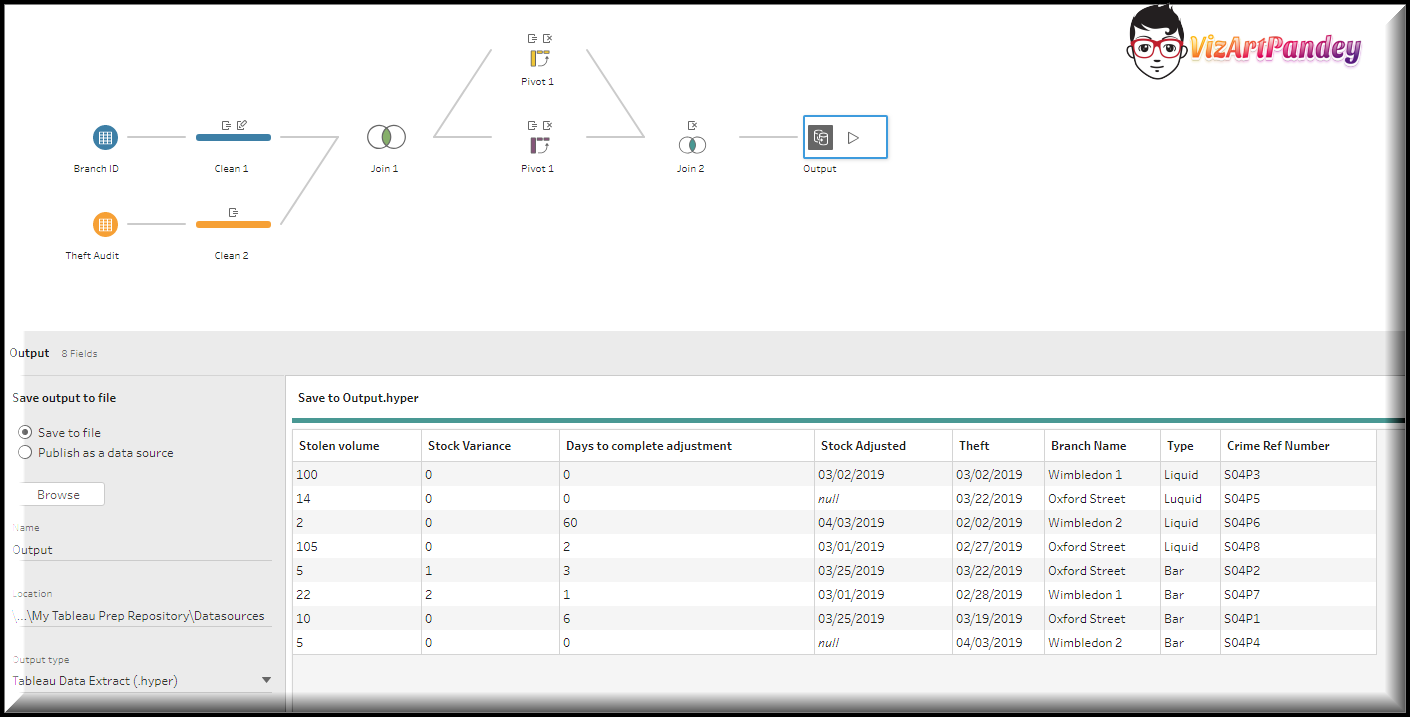 VizArtPandey
Pivot 1
Branch ID
Clean 1
Join 1
Pivot 1
Join 2
Output
Theft Audit
Clean 2
Output 8 Fields
Save output to file
Save to file
Publish as a data source
Browse
Name
Output
Location
\...\My Tableau Prep Repository\Datasources
Output type
Tableau Data Extract (.hyper)
Save to Output.hyper
Stolen volume Stock Variance Days to complete adjustment Stock Adjusted Theft Branch Name Type Crime Ref Number
100 0 0 03/02/2019 03/02/2019 Wimbledon 1 Liquid S04P3
14 0 0 null 03/22/2019 Oxford Street Luquid S04P5
2 0 60 04/03/2019 02/02/2019 Wimbledon 2 Liquid S04P6
105 0 2 03/01/2019 02/27/2019 Oxford Street Liquid S04P8
5 1 3 03/25/2019 03/22/2019 Oxford Street Bar S04P2
22 2 1 03/01/2019 02/28/2019 Wimbledon 1 Bar S04P7
10 0 6 03/25/2019 03/19/2019 Oxford Street Bar S04P1
5 0 0 null 04/03/2019 Wimbledon 2 Bar S04P4